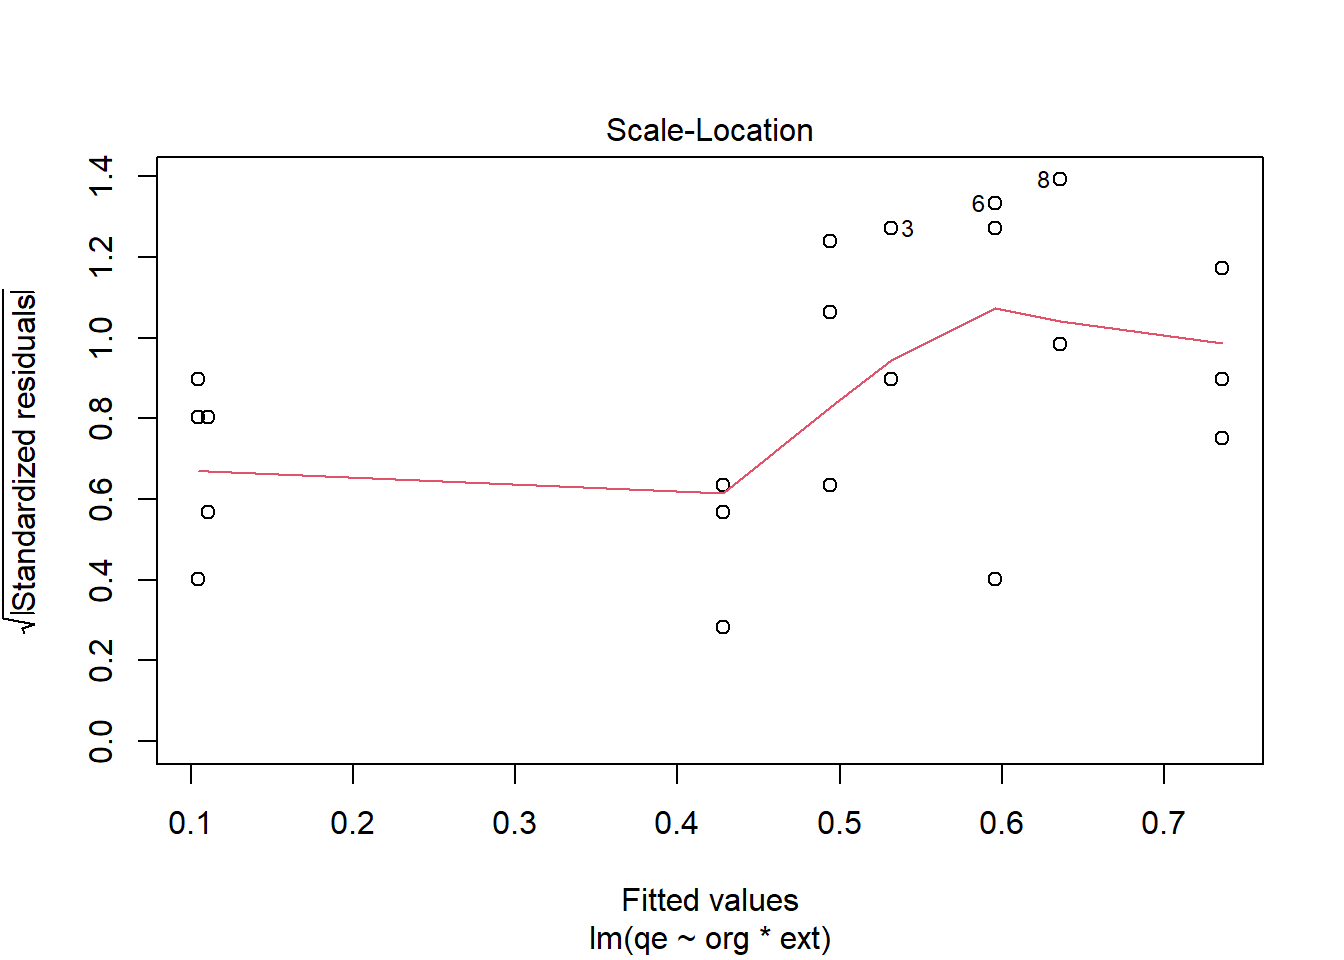 Scale-Location
√|Standardized residuals|
1.4
1.2
1.0
0.8
0.6
0.4
0.2
0.0
8
6
3
0.1 0.2 0.3 0.4 0.5 0.6 0.7
Fitted values
lm(qe ~ org * ext)